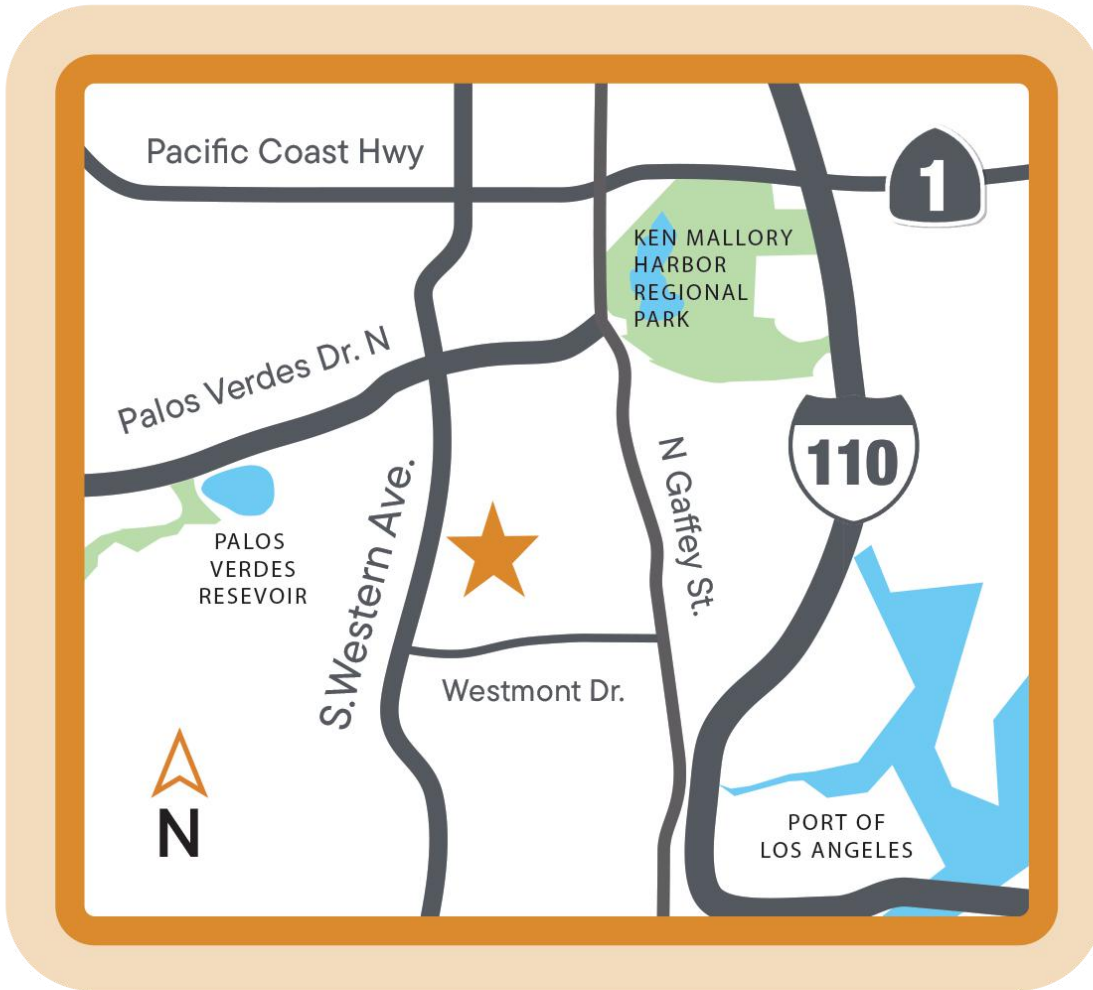 Pacific Coast Hwy
1
KEN MALLORY
HARBOR
REGIONAL
PARK
Palos Verdes Dr. N
110
N Gaffey St.
S.Western Ave.
PALOS
VERDES
RESEVOIR
Westmont Dr.
N
PORT OF
LOS ANGELES